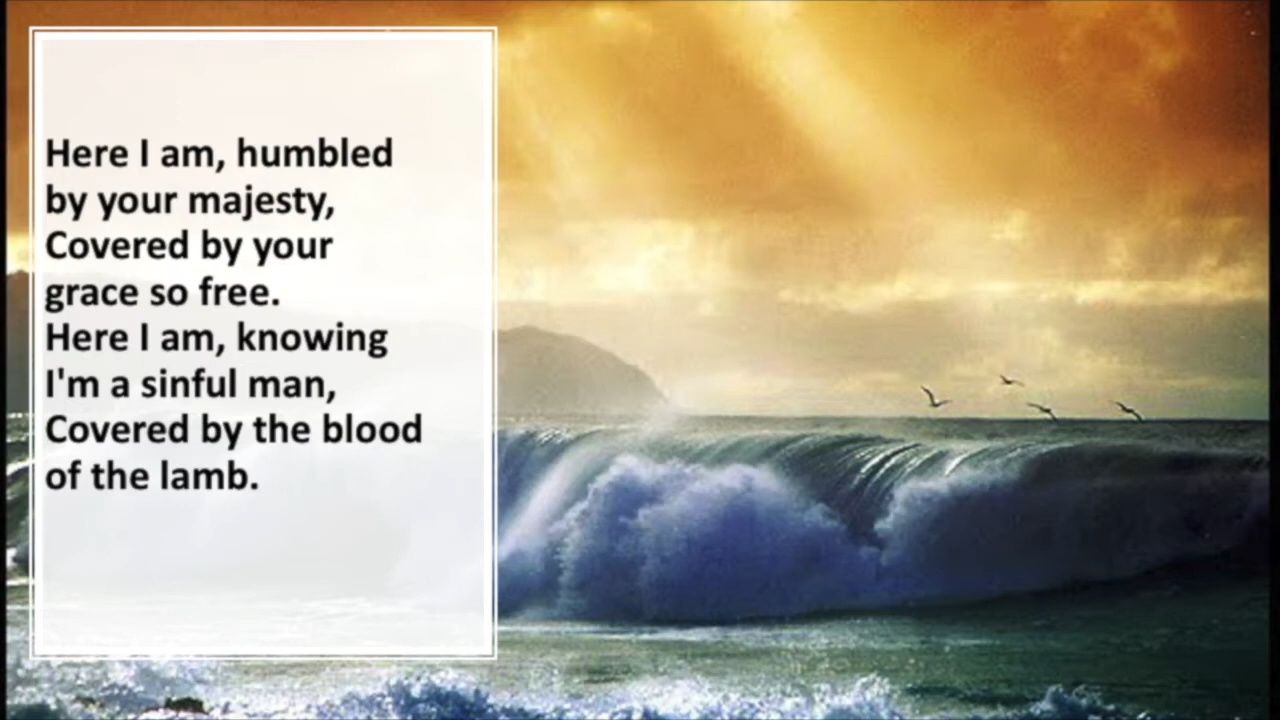 Here I am, humbled
by your majesty,
Covered by your
grace so free.
Here I am, knowing
I'm a sinful man,
Covered by the blood
of the lamb.